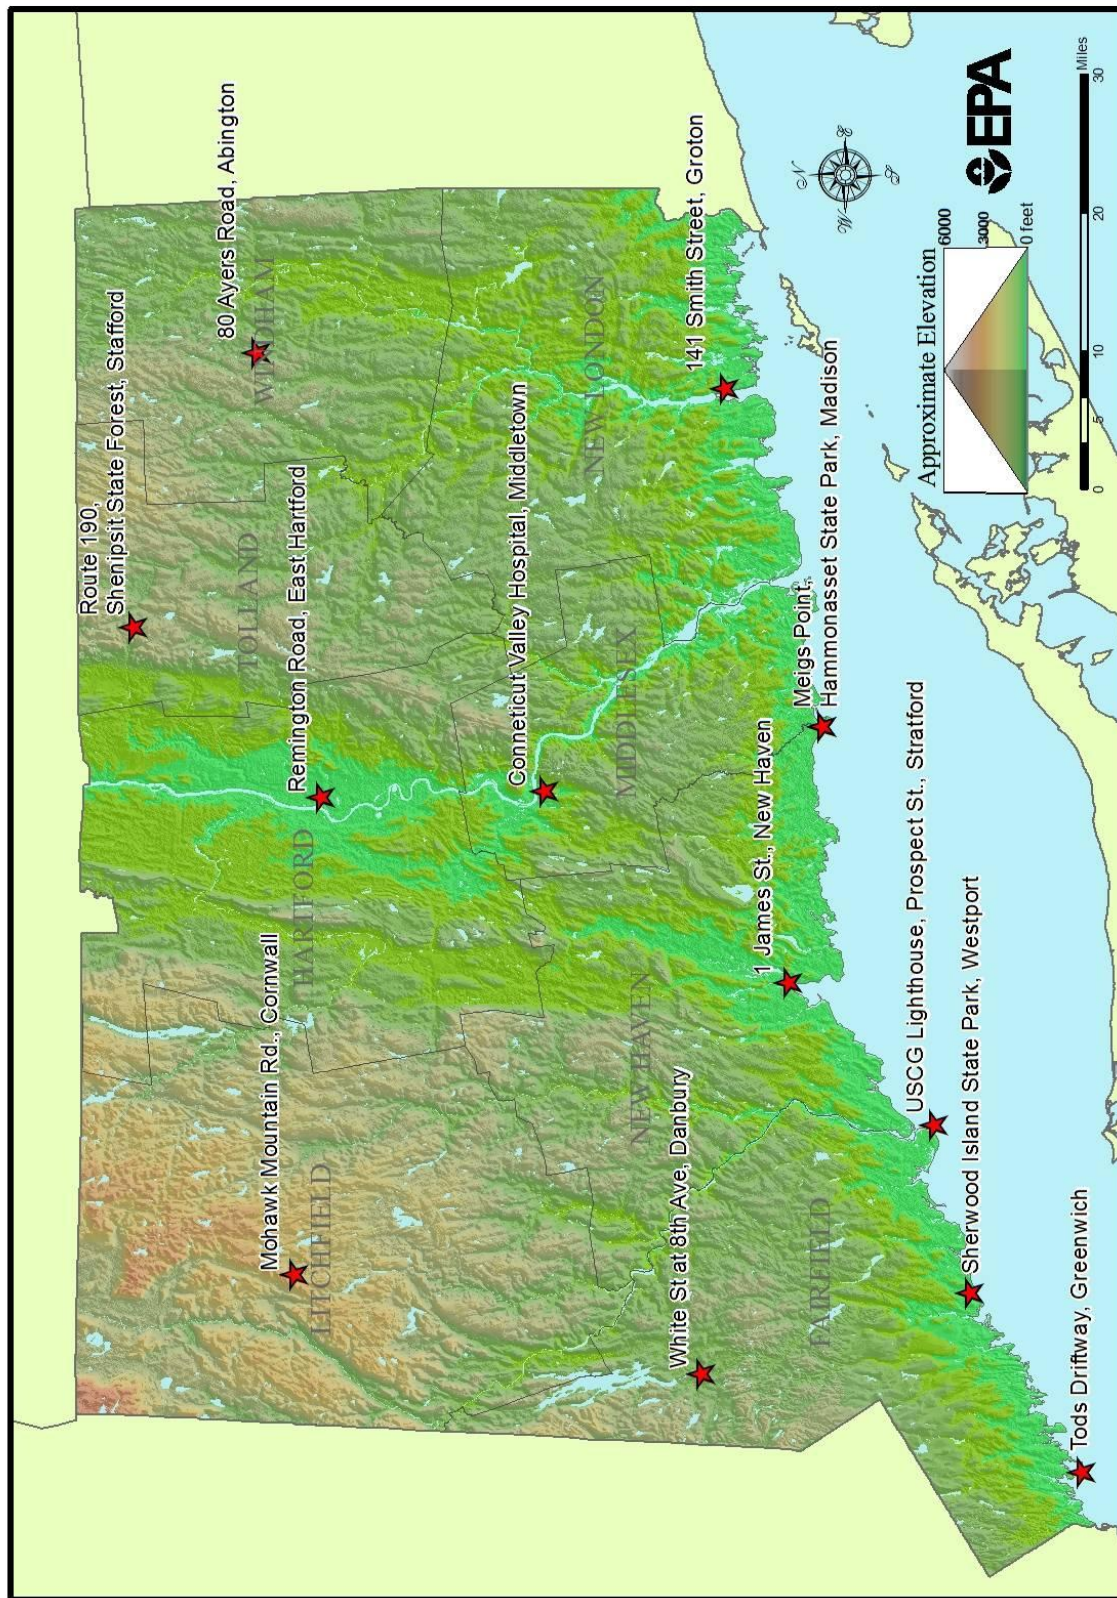 Route 190,
Shenipsit State Forest, Stafford
80 Ayers Road, Abington
WINDHAM
TOLLAND
Remington Road, East Hartford
HARTFORD
Mohawk Mountain Rd., Cornwall
LITCHFIELD
Conneticut Valley Hospital, Middletown
NEW LONDON
MIDDLESEX
NEW HAVEN
141 Smith Street, Groton
White St at 8th Ave, Danbury
1 James St., New Haven
Meigs Point,
Hammonasset State Park, Madison
FAIRFIELD
USCG Lighthouse, Prospect St., Stratford
Sherwood Island State Park, Westport
Tods Driftway, Greenwich
N
W
E
S
Approximate Elevation
6000
3000
0 feet
EPA
0
5
10
20
30
Miles